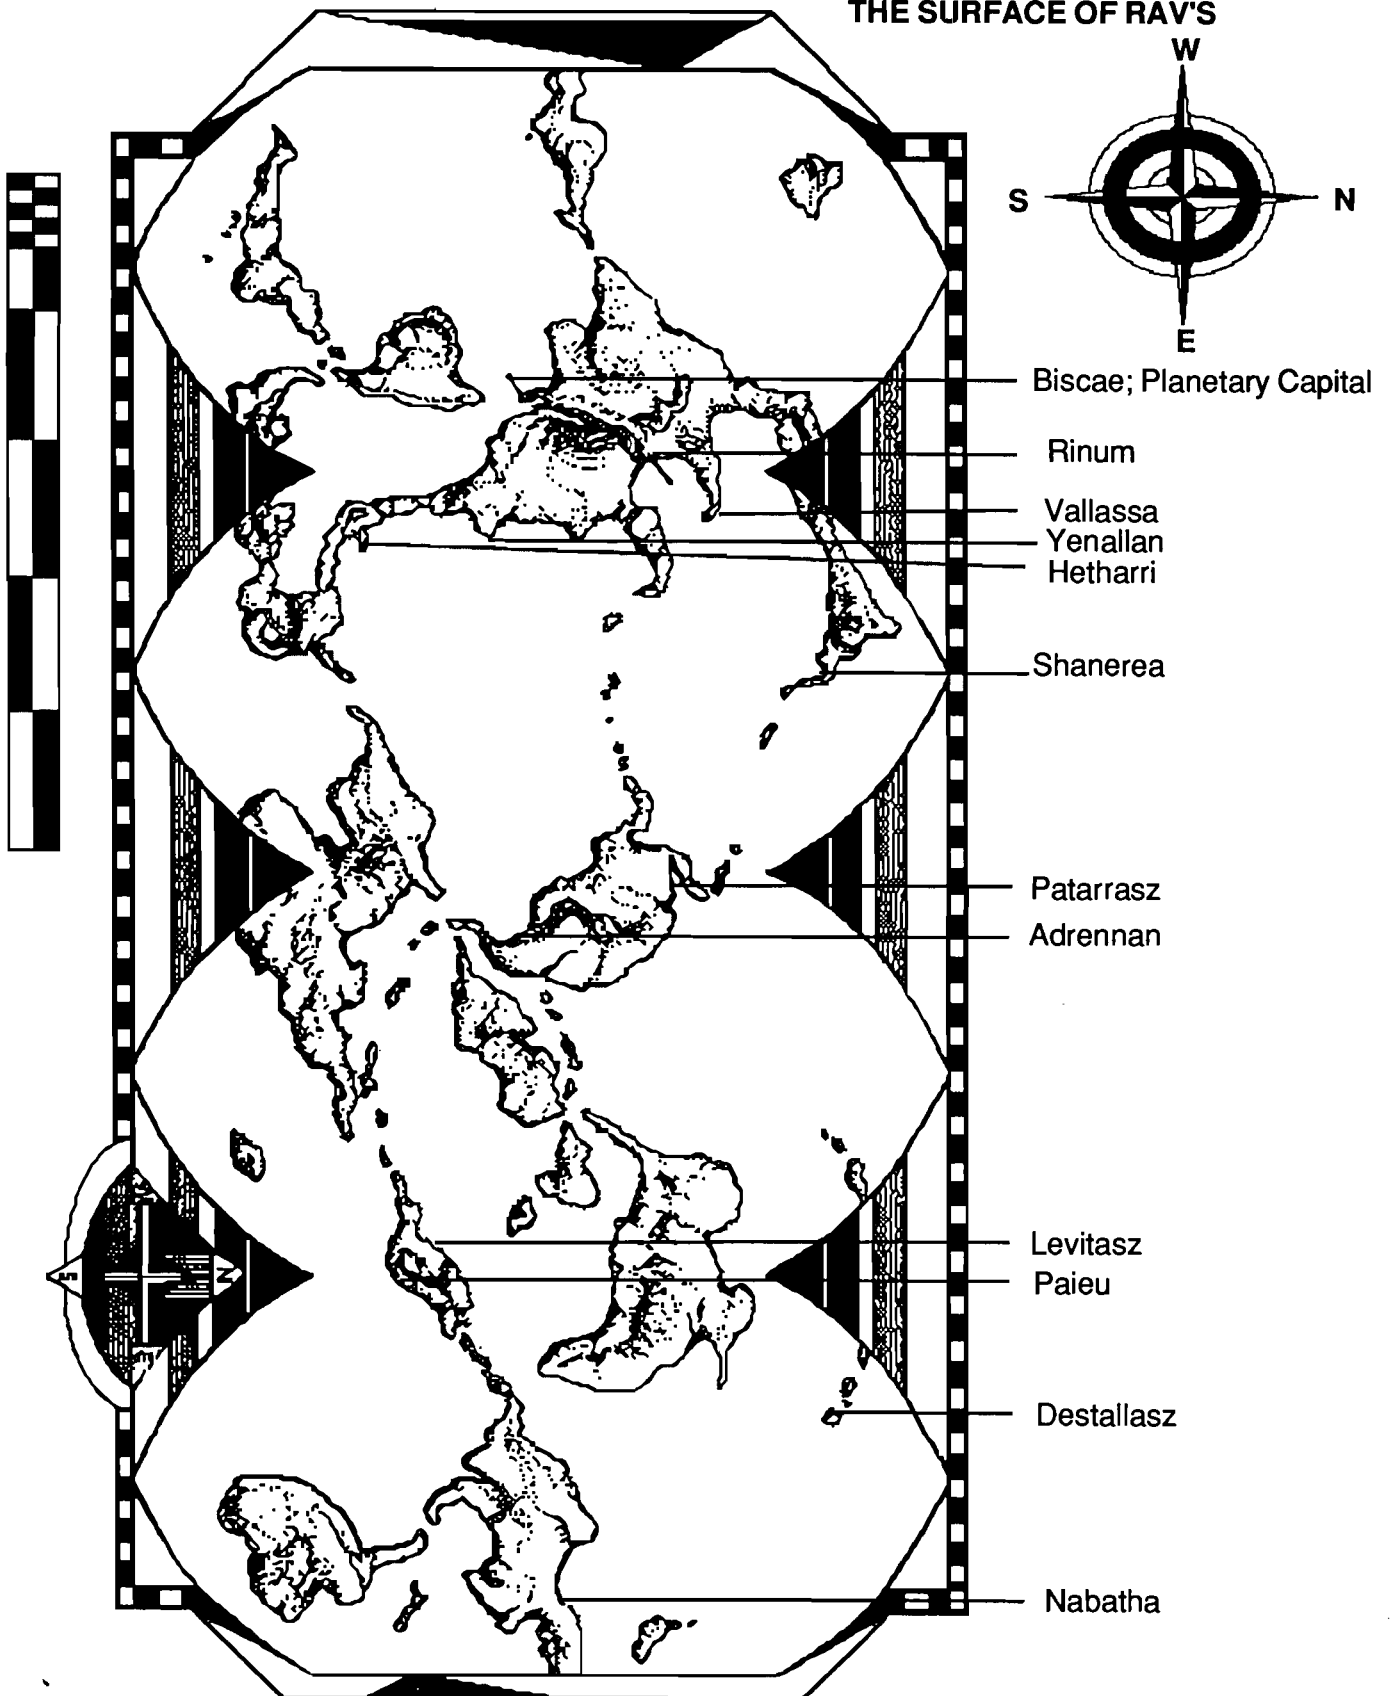 THE SURFACE OF RAV'S
W
S
N
E
Biscae; Planetary Capital
Rinum
Vallassa
Yenallan
Hetharri
Shanerea
Patarrasz
Adrennan
Levitasz
Paieu
Destallasz
Nabatha
S
N